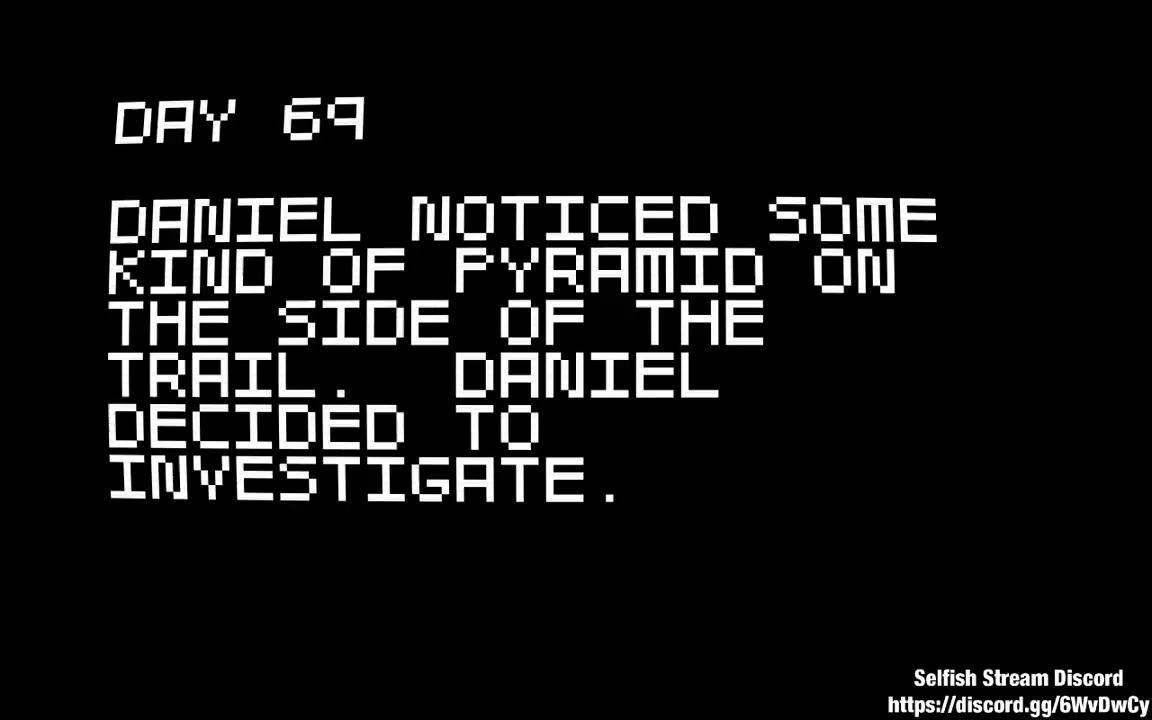 DAY 69
DANIEL NOTICED SOME
KIND OF PYRAMID ON
THE SIDE OF THE
TRAIL. DANIEL
DECIDED TO
INVESTIGATE.
Selfish Stream Discord
https://discord.gg/6WvDwCy